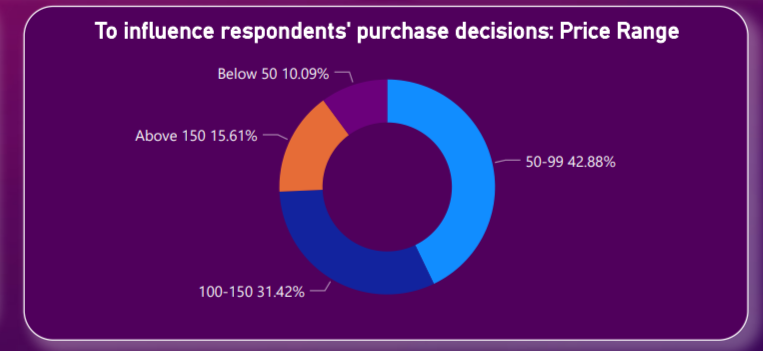 To influence respondents' purchase decisions: Price Range
Below 50 10.09%
Above 150 15.61%
50-99 42.88%
100-150 31.42%